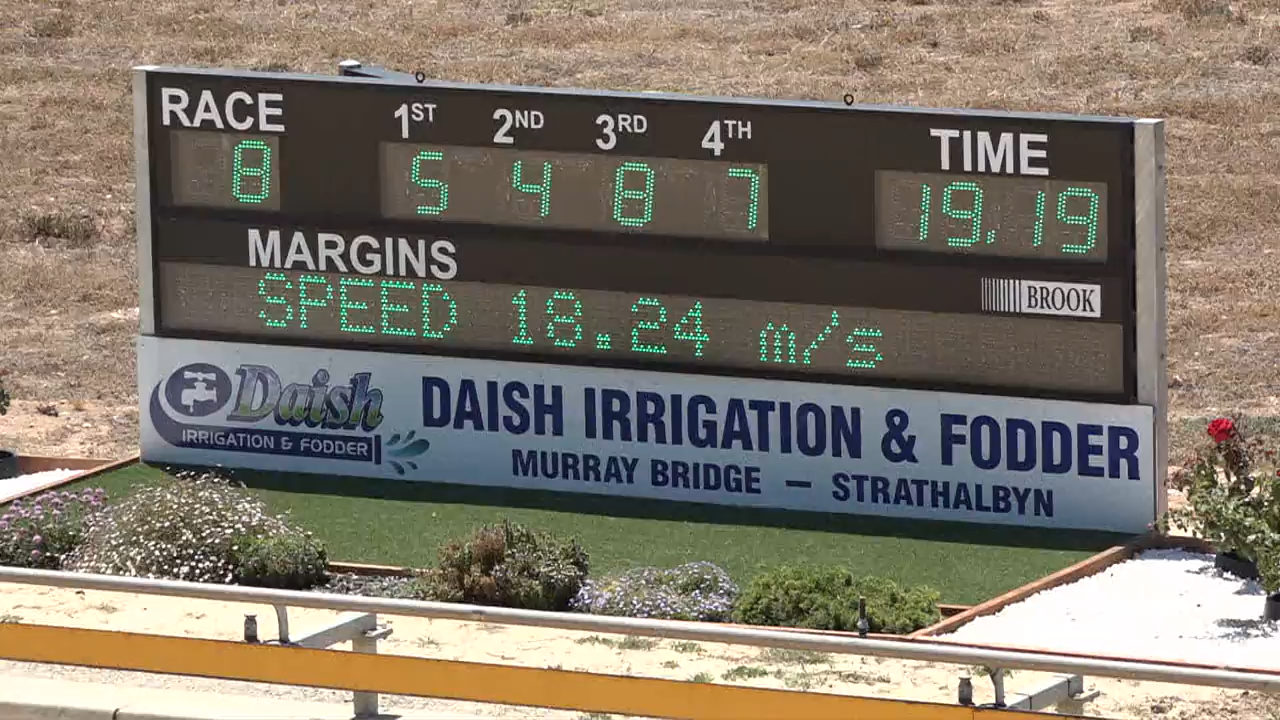 RACE 1ST 2ND 3RD 4TH TIME
8 5 4 8 7 19.19
MARGINS
BROOK
SPEED 18.24 m/s
Daish
IRRIGATION & FODDER
DAISH IRRIGATION & FODDER
MURRAY BRIDGE – STRATHALBYN